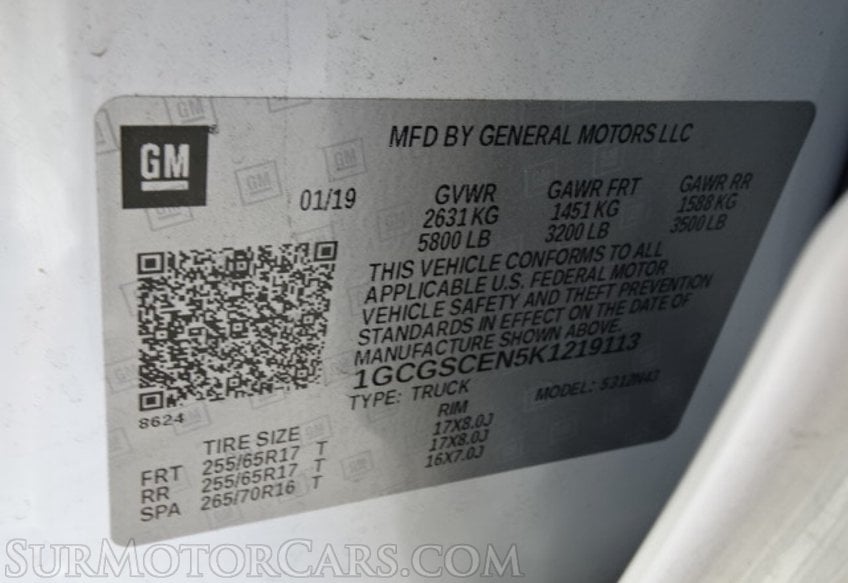 GM
MFD BY GENERAL MOTORS LLC
01/19
GVWR
2631 KG
5800 LB
GAWR FRT
1451 KG
3200 LB
GAWR RR
1588 KG
3500 LB
THIS VEHICLE CONFORMS TO ALL
APPLICABLE U.S. FEDERAL MOTOR
VEHICLE SAFETY AND THEFT PREVENTION
STANDARDS IN EFFECT ON THE DATE OF
MANUFACTURE SHOWN ABOVE.
1GCGSCEN5K1219113
TYPE: TRUCK
MODEL: 5312N43
8624
TIRE SIZE
RIM
FRT 255/65R17 T 17X8.0J
RR 255/65R17 T 17X8.0J
SPA 265/70R16 T 16X7.0J
SURMOTORCARS.COM